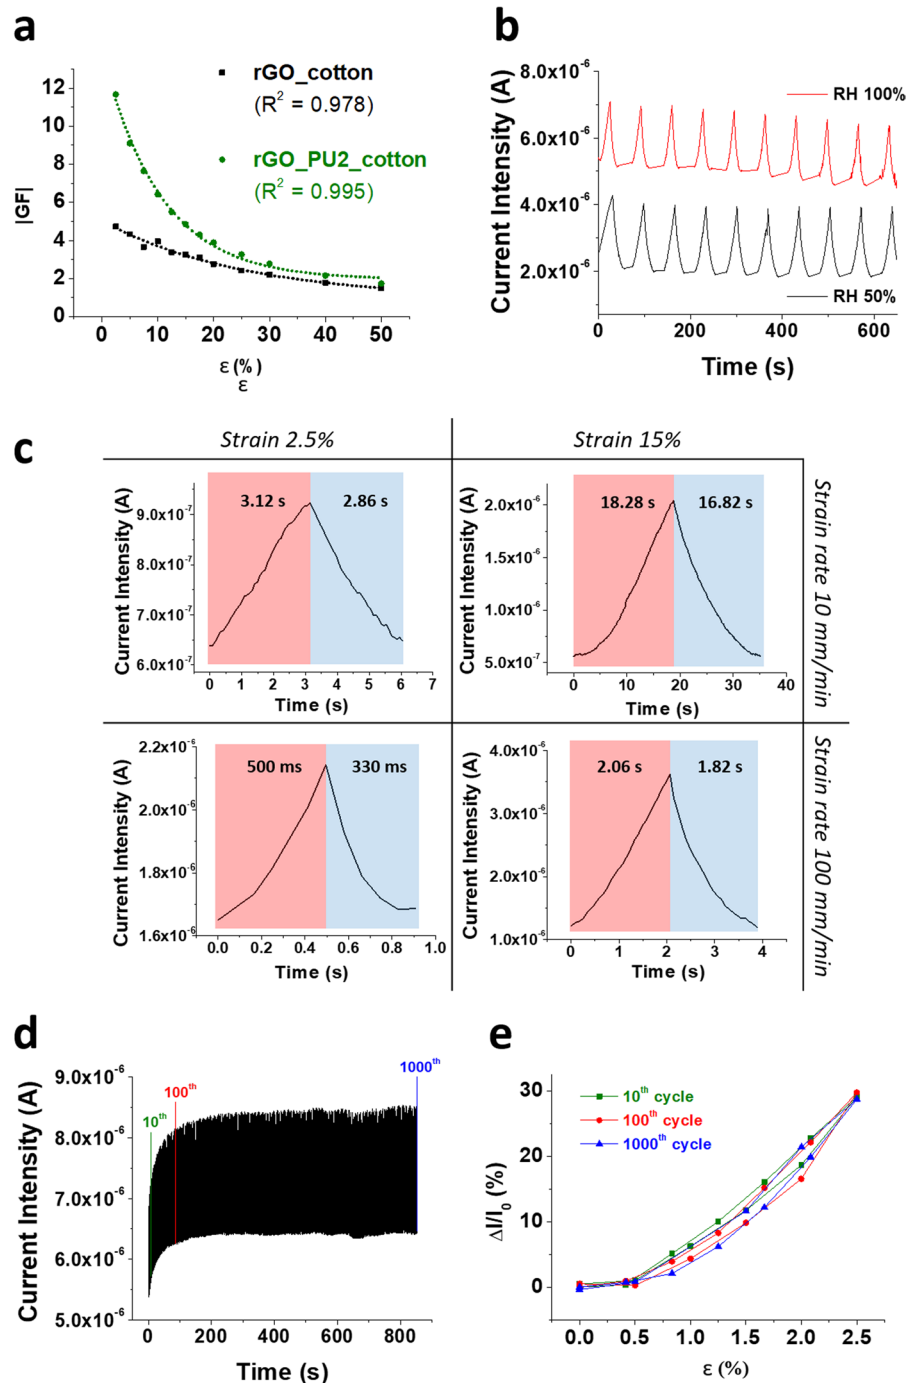 a
rGO_cotton
(R² = 0.978)
rGO_PU2_cotton
(R² = 0.995)
|GF|
12
10
8
6
4
2
0
0 10 20 30 40 50
ε (%)
ε
b
Current Intensity (A)
8.0x10⁻⁶
6.0x10⁻⁶
4.0x10⁻⁶
2.0x10⁻⁶
RH 100%
RH 50%
0 200 400 600
Time (s)
c
Strain 2.5%
Strain 15%
Strain rate 10 mm/min
Strain rate 100 mm/min
Current Intensity (A)
9.0x10⁻⁷
8.0x10⁻⁷
7.0x10⁻⁷
6.0x10⁻⁷
3.12 s 2.86 s
0 1 2 3 4 5 6 7
Time (s)
Current Intensity (A)
2.0x10⁻⁶
1.5x10⁻⁶
1.0x10⁻⁶
5.0x10⁻⁷
18.28 s 16.82 s
0 10 20 30 40
Time (s)
Current Intensity (A)
2.2x10⁻⁶
2.0x10⁻⁶
1.8x10⁻⁶
1.6x10⁻⁶
500 ms 330 ms
0.0 0.2 0.4 0.6 0.8 1.0
Time (s)
Current Intensity (A)
4.0x10⁻⁶
3.0x10⁻⁶
2.0x10⁻⁶
1.0x10⁻⁶
2.06 s 1.82 s
0 1 2 3 4
Time (s)
d
Current Intensity (A)
9.0x10⁻⁶
8.0x10⁻⁶
7.0x10⁻⁶
6.0x10⁻⁶
5.0x10⁻⁶
10th
100th
1000th
0 200 400 600 800
Time (s)
e
ΔI/I₀ (%)
30
20
10
0
10th cycle
100th cycle
1000th cycle
0.0 0.5 1.0 1.5 2.0 2.5
ε (%)